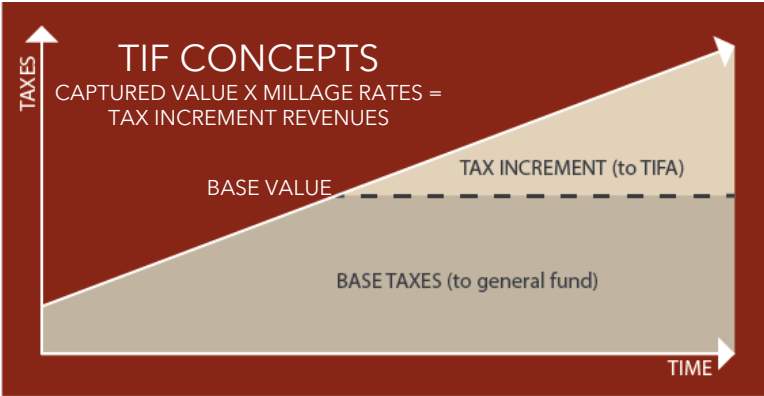 TIF CONCEPTS
CAPTURED VALUE X MILLAGE RATES =
TAX INCREMENT REVENUES
TAXES
BASE VALUE
TAX INCREMENT (to TIFA)
BASE TAXES (to general fund)
TIME